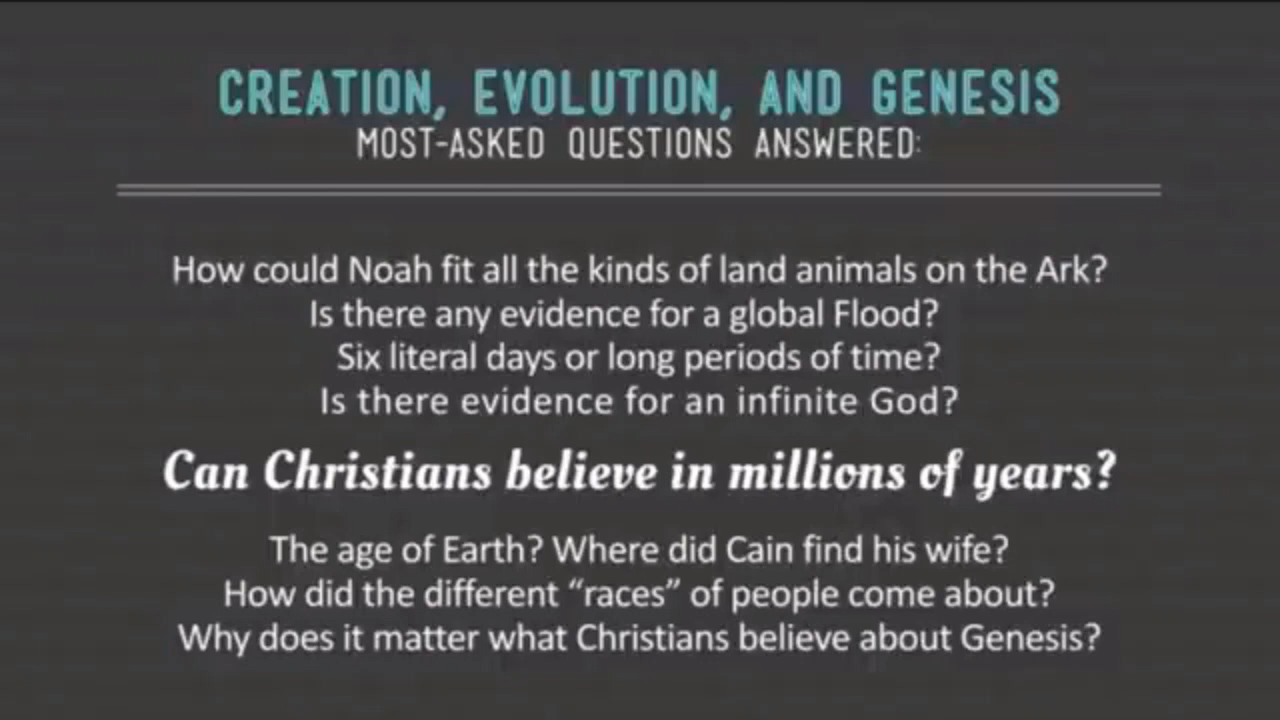 CREATION, EVOLUTION, AND GENESIS
MOST-ASKED QUESTIONS ANSWERED:
How could Noah fit all the kinds of land animals on the Ark?
Is there any evidence for a global Flood?
Six literal days or long periods of time?
Is there evidence for an infinite God?
Can Christians believe in millions of years?
The age of Earth? Where did Cain find his wife?
How did the different “races” of people come about?
Why does it matter what Christians believe about Genesis?